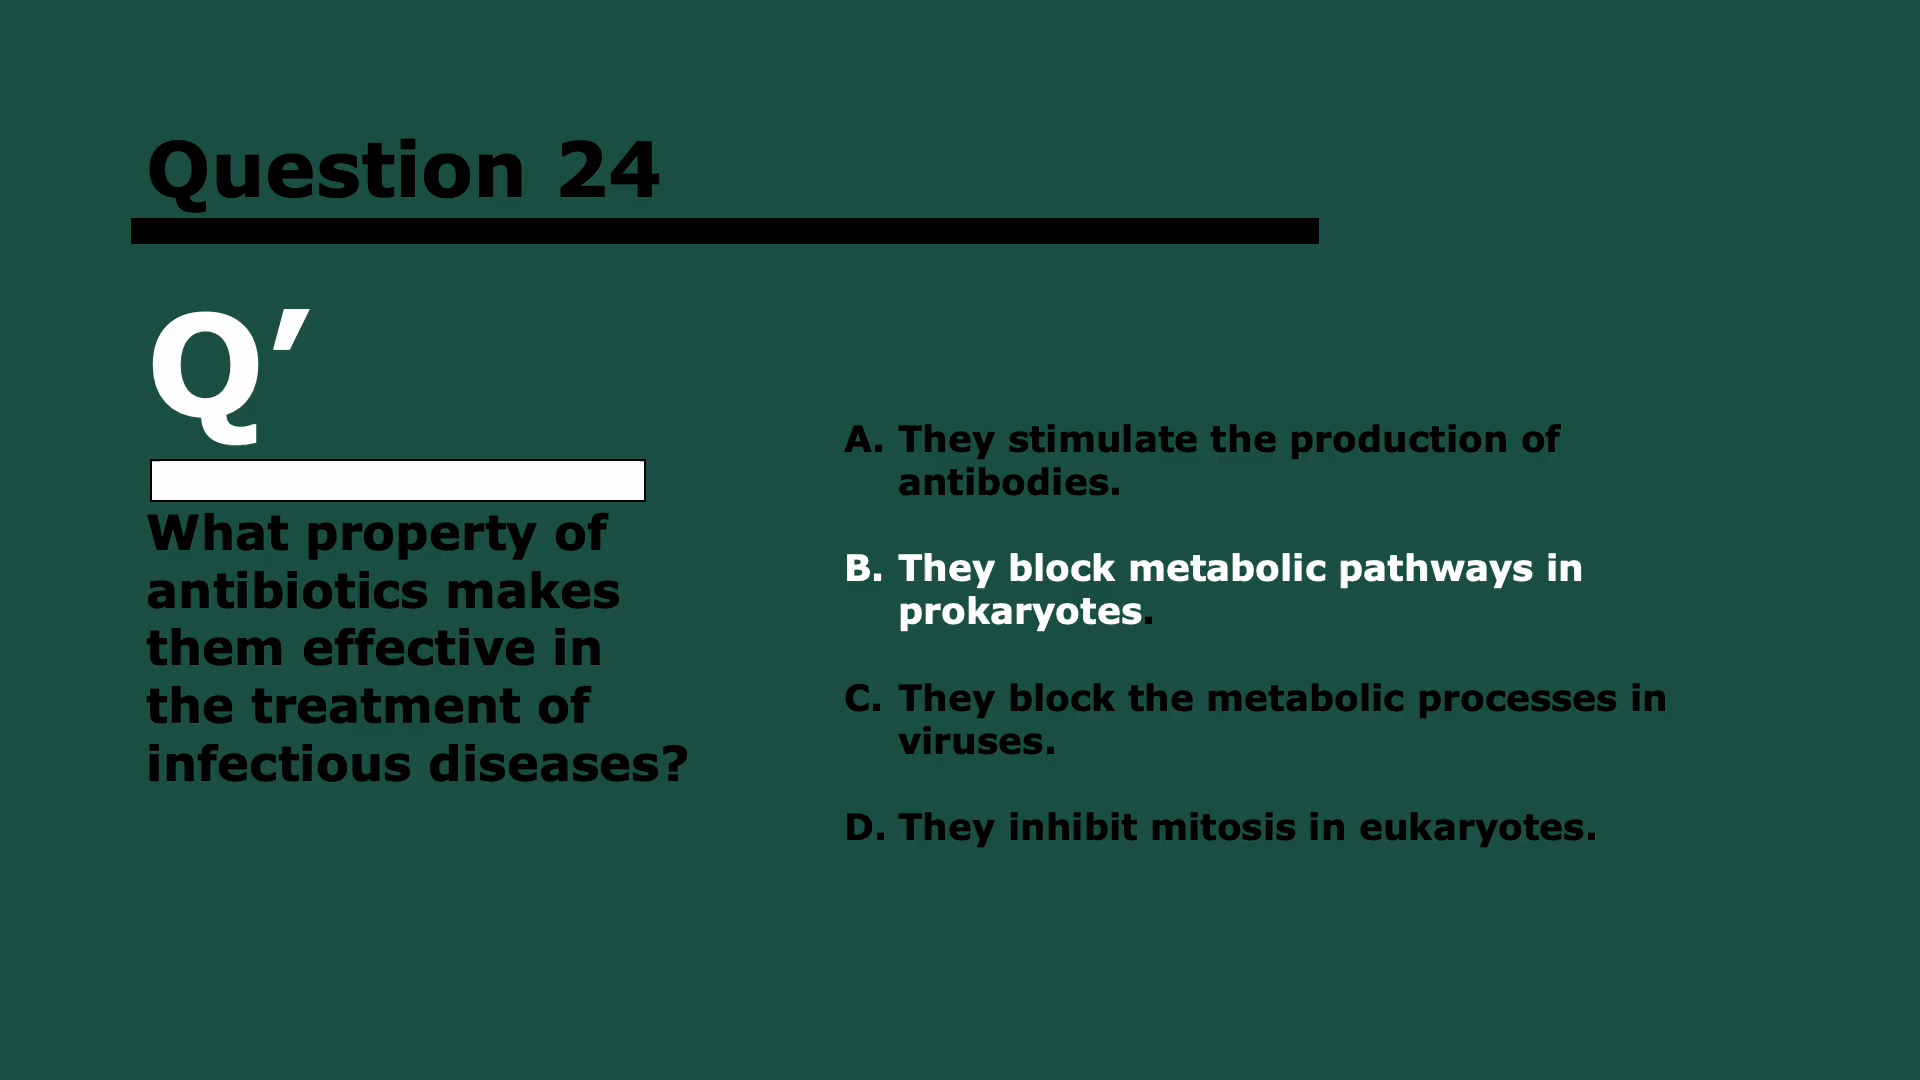 Question 24
Q’
What property of
antibiotics makes
them effective in
the treatment of
infectious diseases?
A. They stimulate the production of
antibodies.
B. They block metabolic pathways in
prokaryotes.
C. They block the metabolic processes in
viruses.
D. They inhibit mitosis in eukaryotes.